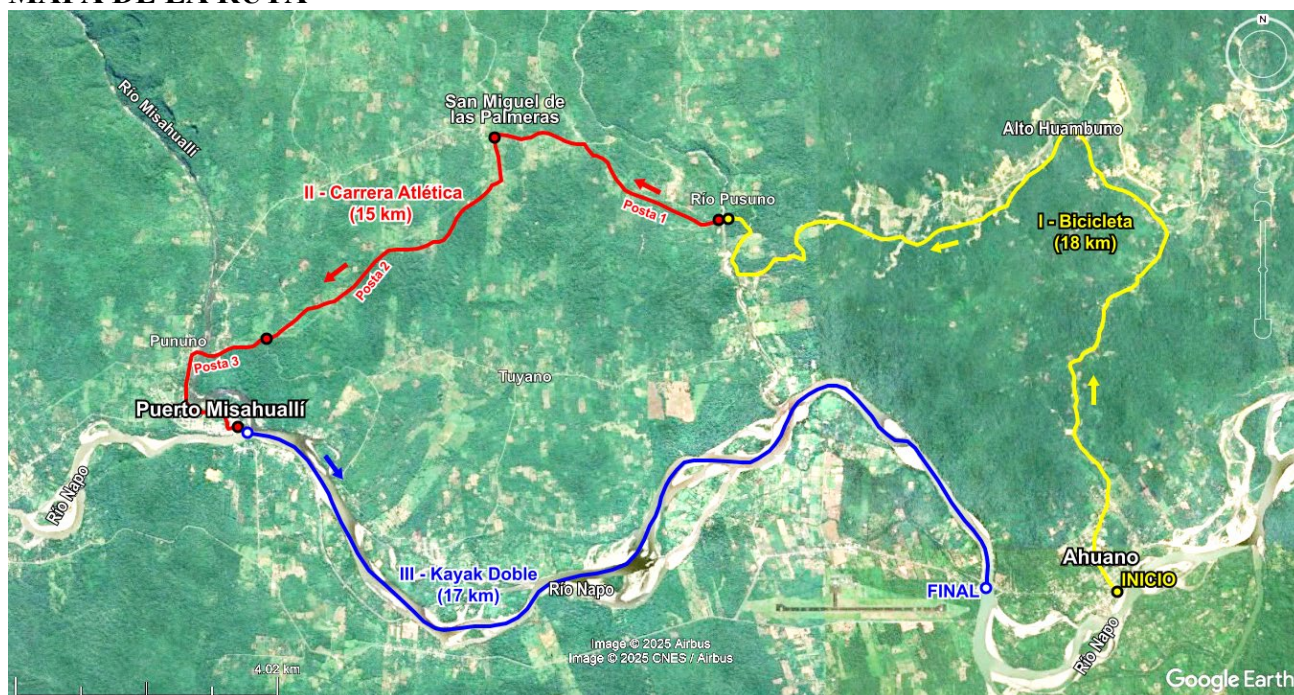 MAPA DE LA RUTA
N
Río Misahuallí
San Miguel de
las Palmeras
Alto Huambuno
II - Carrera Atlética
(15 km)
Posta 1
Río Pusuno
I - Bicicleta
(18 km)
Posta 2
Pununo
Posta 3
Tuyano
Puerto Misahuallí
Río Napo
III - Kayak Doble
(17 km)
Río Napo
FINAL
Ahuano
INICIO
Río Napo
Image © 2025 Airbus
Image © 2025 CNES / Airbus
4.02 km
Google Earth